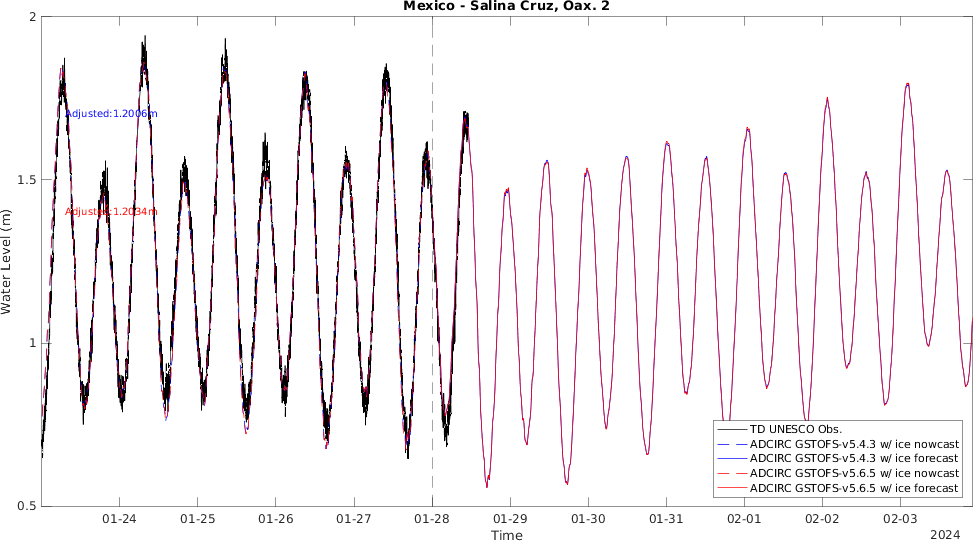 Mexico - Salina Cruz, Oax. 2
2
1.5
1
0.5
Water Level (m)
Adjusted:1.2006m
Adjusted:1.2034m
TD UNESCO Obs.
ADCIRC GSTOFS-v5.4.3 w/ ice nowcast
ADCIRC GSTOFS-v5.4.3 w/ ice forecast
ADCIRC GSTOFS-v5.6.5 w/ ice nowcast
ADCIRC GSTOFS-v5.6.5 w/ ice forecast
01-24 01-25 01-26 01-27 01-28 01-29 01-30 01-31 02-01 02-02 02-03
Time
2024